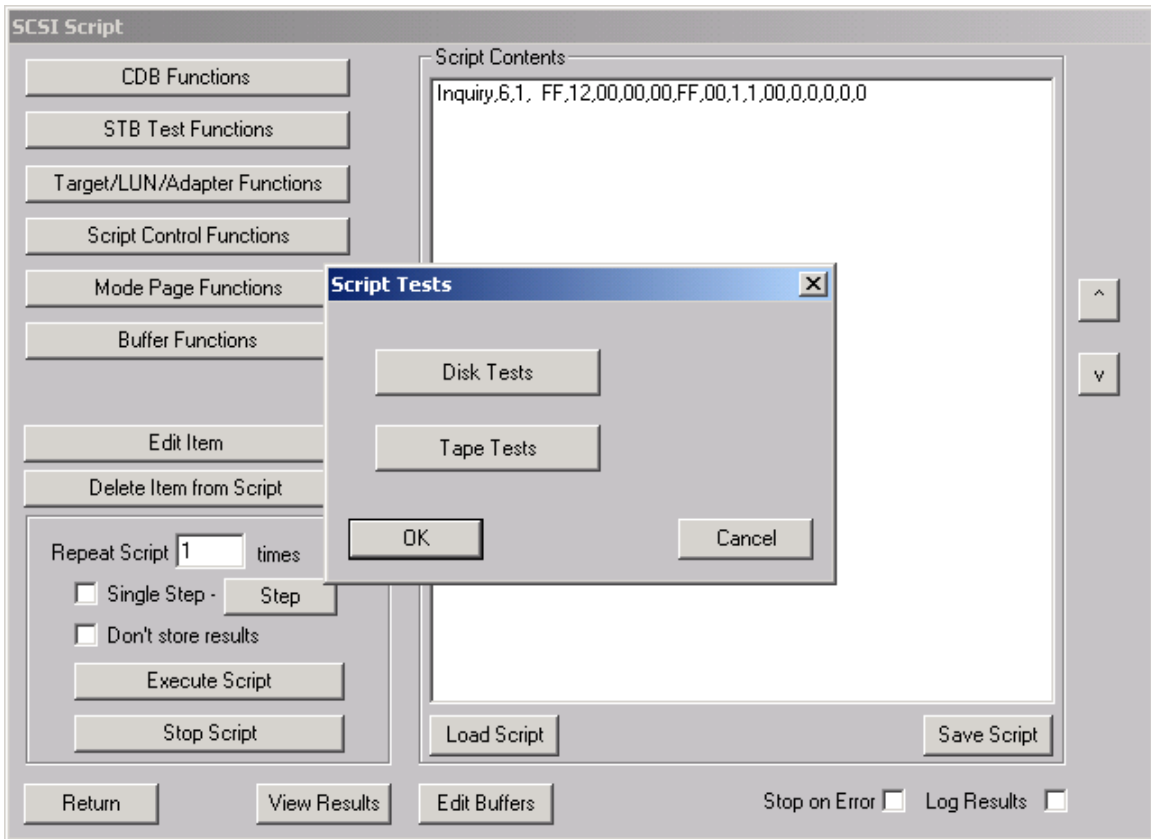 SCSI Script
CDB Functions
STB Test Functions
Target/LUN/Adapter Functions
Script Control Functions
Mode Page Functions
Buffer Functions
Edit Item
Delete Item from Script
Repeat Script 1 times
Single Step - Step
Don't store results
Execute Script
Stop Script
Return
View Results
Script Contents
Inquiry,6,1,  FF,12,00,00,00,FF,00,1,1,00,0,0,0,0,0
Script Tests
Disk Tests
Tape Tests
OK
Cancel
^
v
Load Script
Save Script
Edit Buffers
Stop on Error
Log Results